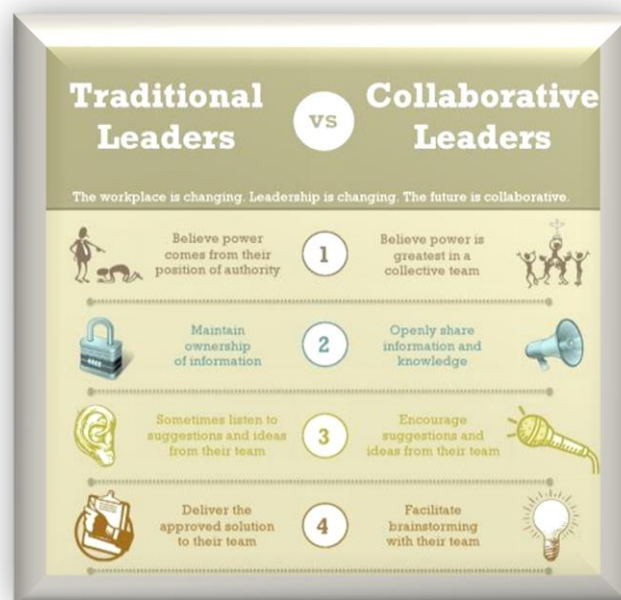 Traditional
Leaders
vs
Collaborative
Leaders
The workplace is changing. Leadership is changing. The future is collaborative.
Believe power
comes from their
position of authority
1
Believe power is
greatest in a
collective team
Maintain
ownership
of information
2
Openly share
information and
knowledge
Sometimes listen to
suggestions and ideas
from their team
3
Encourage
suggestions and
ideas from their team
Deliver the
approved solution
to their team
4
Facilitate
brainstorming
with their team